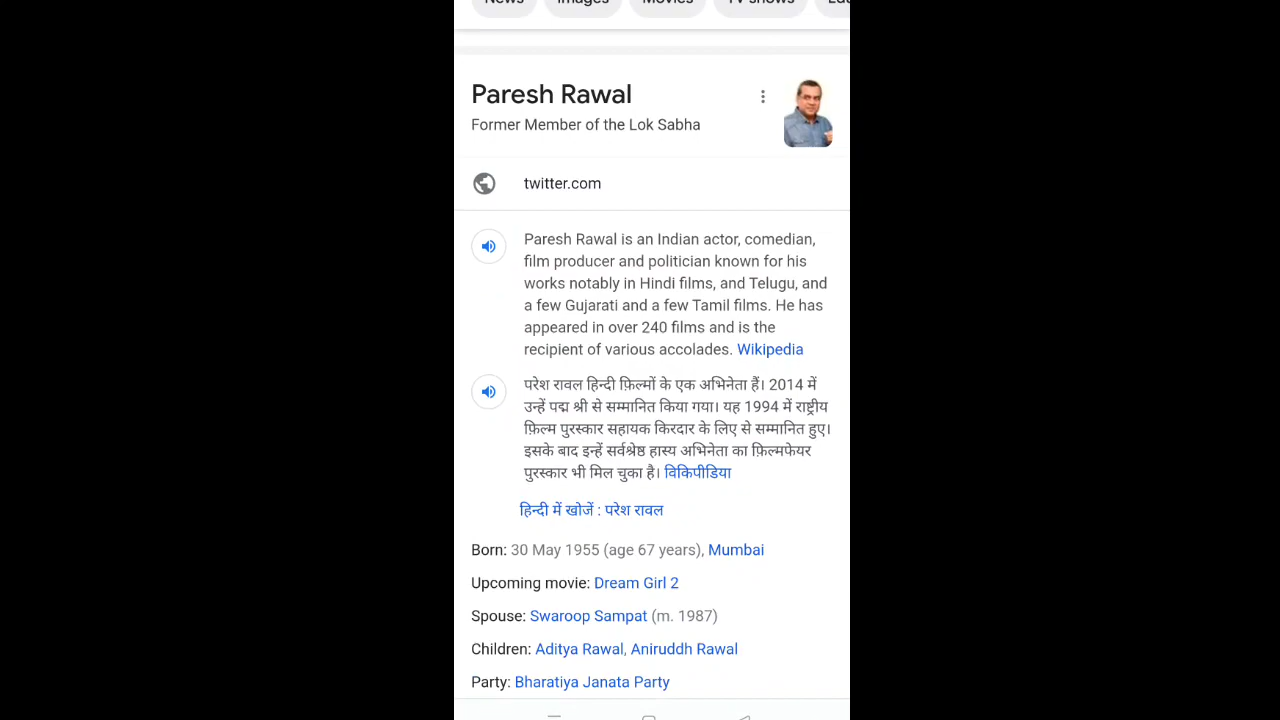 News Images Movies TV shows
Paresh Rawal
Former Member of the Lok Sabha
twitter.com
Paresh Rawal is an Indian actor, comedian,
film producer and politician known for his
works notably in Hindi films, and Telugu, and
a few Gujarati and a few Tamil films. He has
appeared in over 240 films and is the
recipient of various accolades. Wikipedia
परेश रावल हिन्दी फ़िल्मों के एक अभिनेता हैं। 2014 में
उन्हें पद्म श्री से सम्मानित किया गया। यह 1994 में राष्ट्रीय
फ़िल्म पुरस्कार सहायक किरदार के लिए से सम्मानित हुए।
इसके बाद इन्हें सर्वश्रेष्ठ हास्य अभिनेता का फ़िल्मफेयर
पुरस्कार भी मिल चुका है। विकिपीडिया
हिन्दी में खोजें : परेश रावल
Born: 30 May 1955 (age 67 years), Mumbai
Upcoming movie: Dream Girl 2
Spouse: Swaroop Sampat (m. 1987)
Children: Aditya Rawal, Aniruddh Rawal
Party: Bharatiya Janata Party